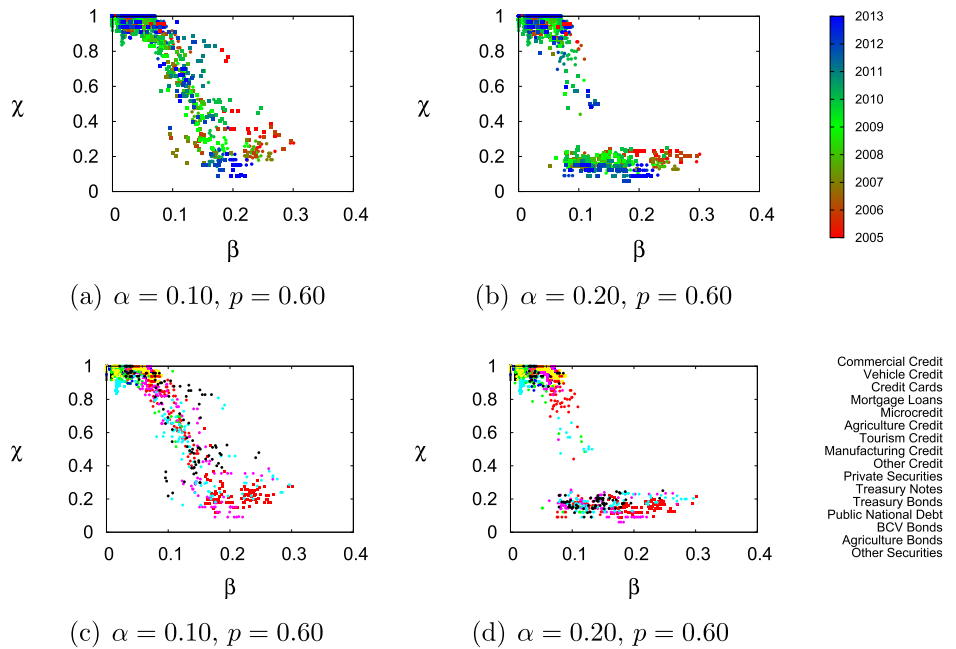 1
0.8
0.6
0.4
0.2
0
χ
0
0.1
0.2
0.3
0.4
β
(a) α = 0.10, p = 0.60
1
0.8
0.6
0.4
0.2
0
χ
0
0.1
0.2
0.3
0.4
β
(b) α = 0.20, p = 0.60
2013
2012
2011
2010
2009
2008
2007
2006
2005
1
0.8
0.6
0.4
0.2
0
χ
0
0.1
0.2
0.3
0.4
β
(c) α = 0.10, p = 0.60
1
0.8
0.6
0.4
0.2
0
χ
0
0.1
0.2
0.3
0.4
β
(d) α = 0.20, p = 0.60
Commercial Credit
Vehicle Credit
Credit Cards
Mortgage Loans
Microcredit
Agriculture Credit
Tourism Credit
Manufacturing Credit
Other Credit
Private Securities
Treasury Notes
Treasury Bonds
Public National Debt
BCV Bonds
Agriculture Bonds
Other Securities